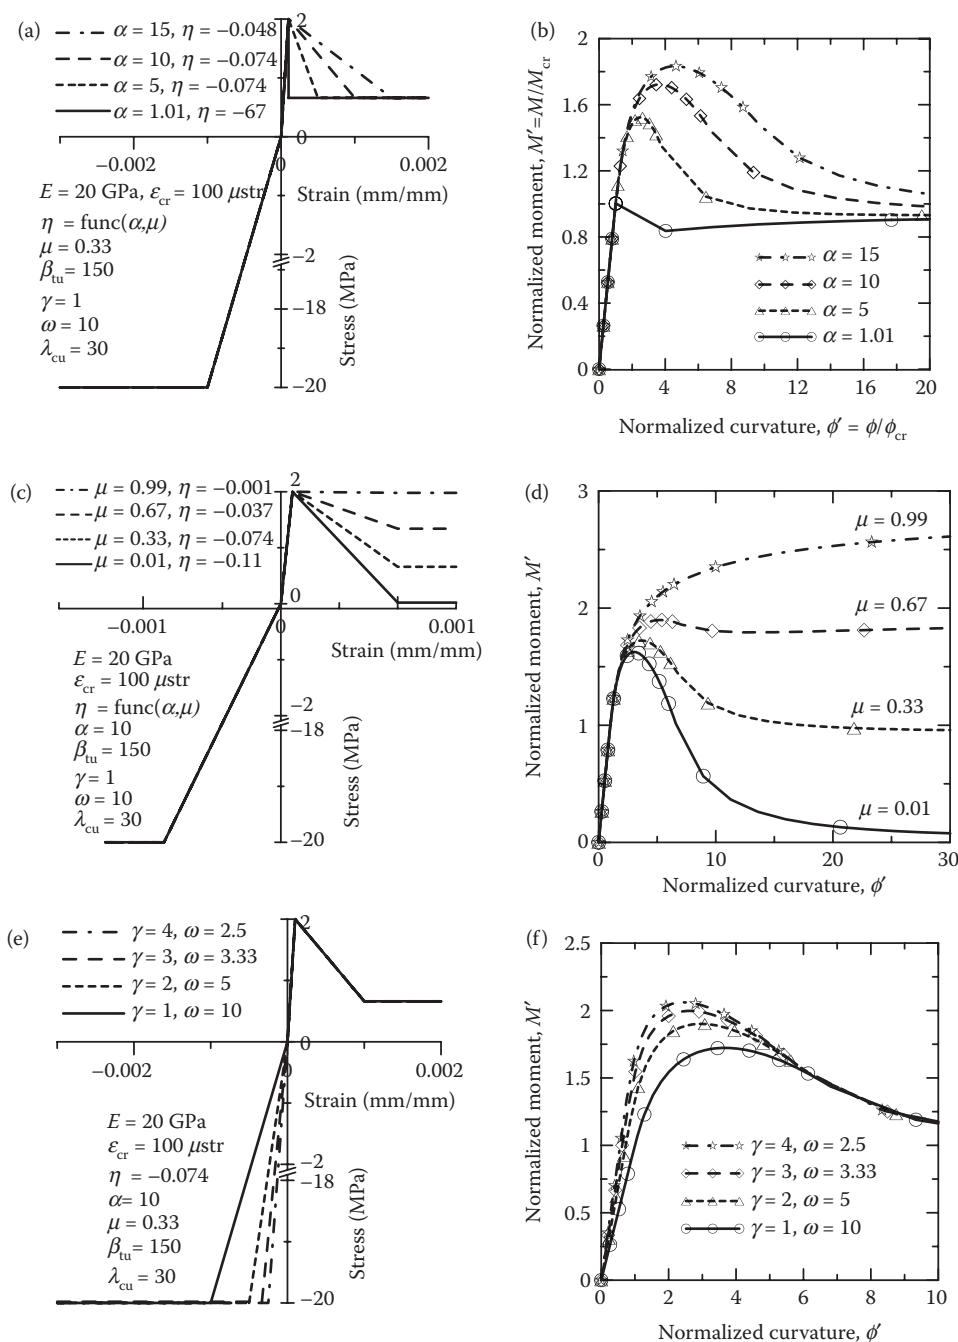 (a)
α = 15, η = −0.048
α = 10, η = −0.074
α = 5, η = −0.074
α = 1.01, η = −67
2
0
−0.002
0
0.002
Strain (mm/mm)
E = 20 GPa, εcr = 100 μstr
η = func(α,μ)
μ = 0.33
βtu = 150
γ = 1
ω = 10
λcu = 30
−2
−18
−20
Stress (MPa)
(b)
Normalized moment, M′=M/Mcr
2
1.6
1.2
0.8
0.4
0
α = 15
α = 10
α = 5
α = 1.01
0 4 8 12 16 20
Normalized curvature, ϕ′ = ϕ/ϕcr
(c)
μ = 0.99, η = −0.001
μ = 0.67, η = −0.037
μ = 0.33, η = −0.074
μ = 0.01, η = −0.11
2
0
−0.001
0.001
Strain (mm/mm)
E = 20 GPa
εcr = 100 μstr
η = func(α,μ)
α = 10
βtu = 150
γ = 1
ω = 10
λcu = 30
−2
−18
−20
Stress (MPa)
(d)
Normalized moment, M′
3
2
1
0
μ = 0.99
μ = 0.67
μ = 0.33
μ = 0.01
0 10 20 30
Normalized curvature, ϕ′
(e)
γ = 4, ω = 2.5
γ = 3, ω = 3.33
γ = 2, ω = 5
γ = 1, ω = 10
2
−0.002
0
0.002
Strain (mm/mm)
E = 20 GPa
εcr = 100 μstr
η = −0.074
α= 10
μ = 0.33
βtu = 150
λcu = 30
−2
−18
−20
Stress (MPa)
(f)
Normalized moment, M′
2.5
2
1.5
1
0.5
0
γ = 4, ω = 2.5
γ = 3, ω = 3.33
γ = 2, ω = 5
γ = 1, ω = 10
0 2 4 6 8 10
Normalized curvature, ϕ′